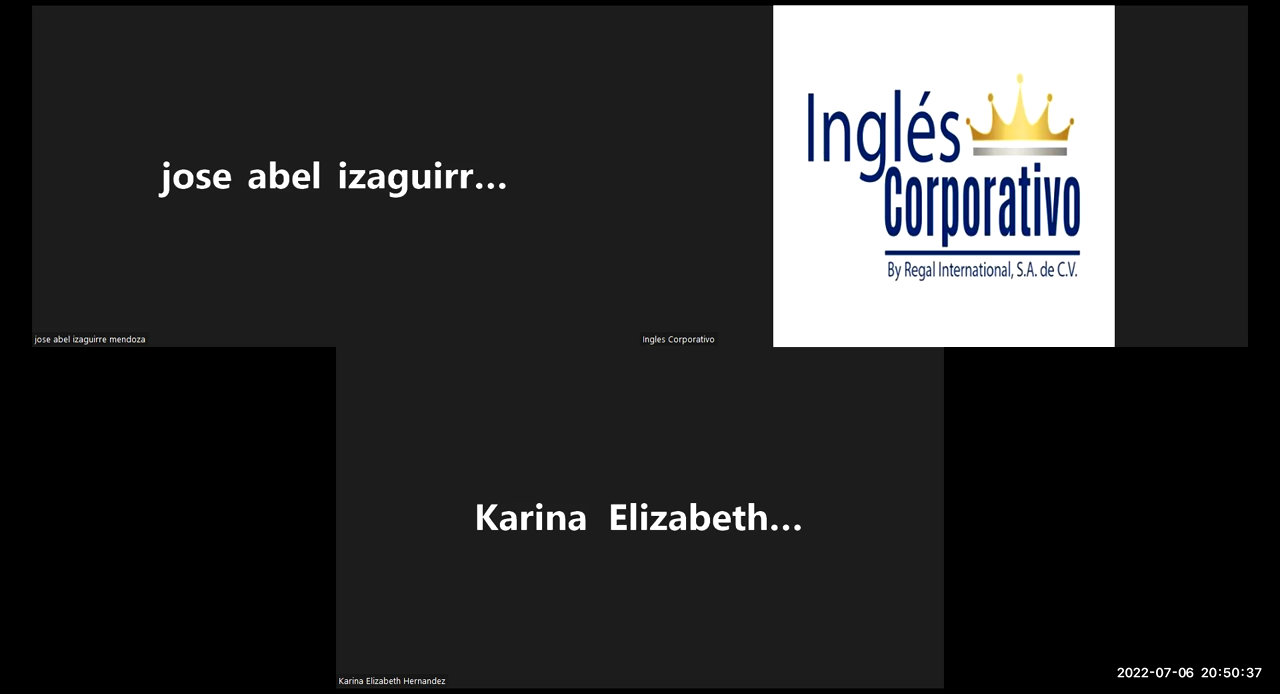 jose abel izaguirr...
jose abel izaguirre mendoza
Inglés
Corporativo
By Regal International, S.A. de C.V.
Ingles Corporativo
Karina Elizabeth...
Karina Elizabeth Hernandez
2022-07-06 20:50:37